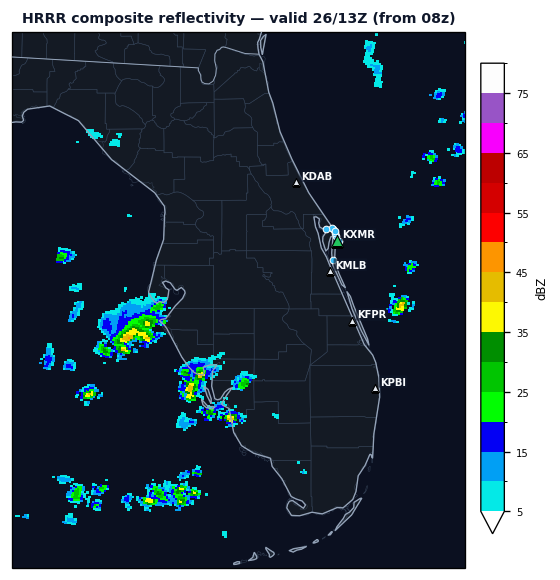 HRRR composite reflectivity — valid 26/13Z (from 08z)
KDAB
KXMR
KMLB
KFPR
KPBI
75
65
55
45
35
25
15
5
dBZ